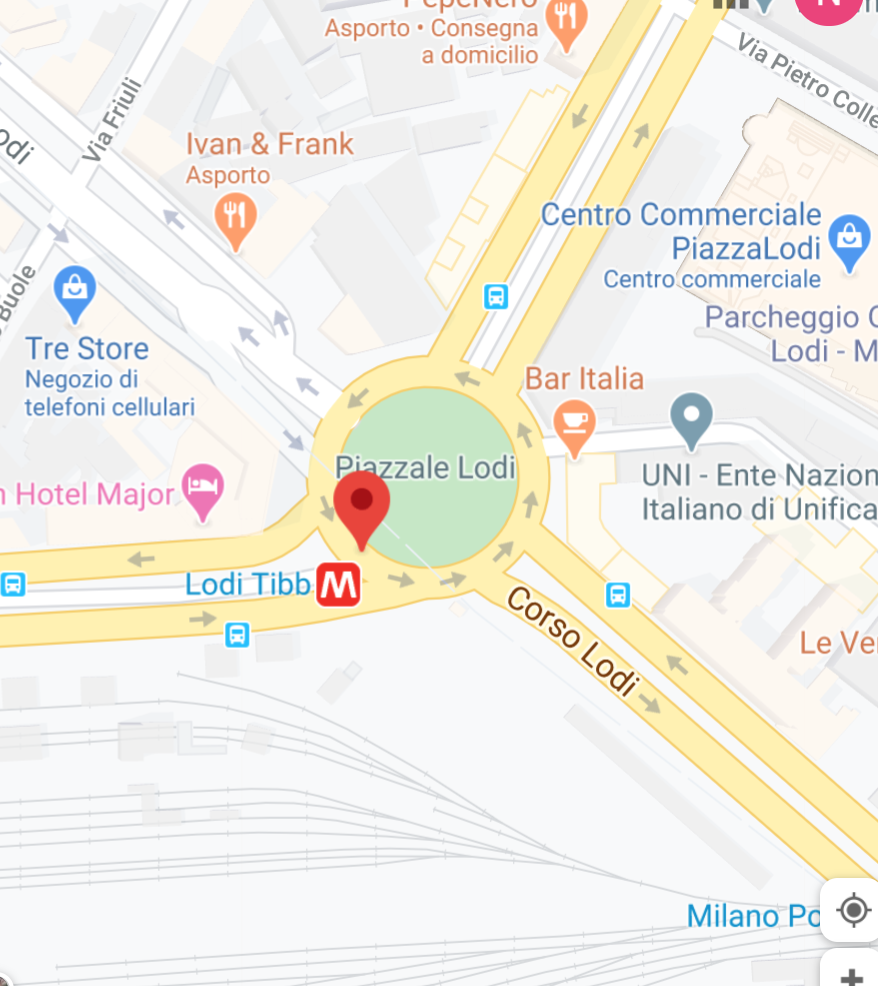 PepeNero
Asporto • Consegna
a domicilio
Via Friuli
Via Pietro Colle
Ivan & Frank
Asporto
Centro Commerciale
PiazzaLodi
Centro commerciale
Parcheggio C
Lodi - M
Buole
Tre Store
Negozio di
telefoni cellulari
Bar Italia
Piazzale Lodi
UNI - Ente Nazion
Italiano di Unifica
Hotel Major
Lodi Tibb
M
Corso Lodi
Le Ve
Milano Po